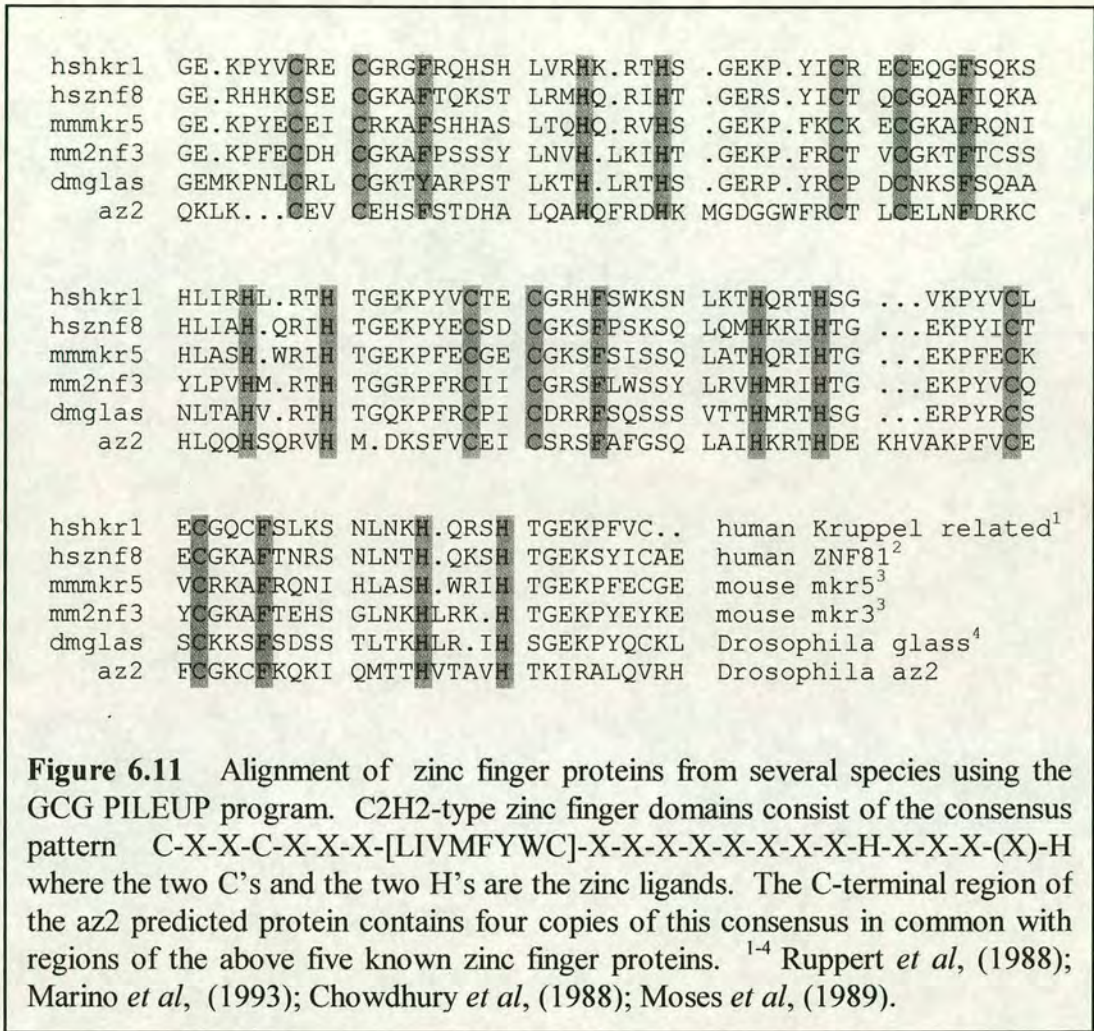 hshkr1 GE.KPYVCRE CGRGFRQHSH LVRHK.RTHS .GEKP.YICR ECEQGFSQKS
hsznf8 GE.RHHKCSE CGKAFTQKST LRMHQ.RIHT .GERS.YICT QCGQAFIQKA
mmmkr5 GE.KPYECEI CRKAFSHHAS LTQHQ.RVHS .GEKP.FKCK ECGKAFRQNI
mm2nf3 GE.KPFECDH CGKAFPSSSY LNVH.LKIHT .GEKP.FRCT VCGKTFTCSS
dmglas GEMKPNLCRL CGKTYARPST LKTH.LRTHS .GERP.YRCP DCNKSFSQAA
az2 QKLK...CEV CEHSFSTDHA LQAHQFRDHK MGDGGWFRCT LCELNFDRKC
hshkr1 HLIRHL.RTH TGEKPYVCTE CGRHFSWKSN LKTHQRTHSG ...VKPYVCL
hsznf8 HLIAH.QRIH TGEKPYECSD CGKSFPSKSQ LQMHKRIHTG ...EKPYICT
mmmkr5 HLASH.WRIH TGEKPFECGE CGKSFSISSQ LATHQRIHTG ...EKPFECK
mm2nf3 YLPVHM.RTH TGGRPFRCII CGRSFLWSSY LRVHMRIHTG ...EKPYVCQ
dmglas NLTAHV.RTH TGQKPFRCPI CDRRFSQSSS VTTHMRTHSG ...ERPYRCS
az2 HLQQHSQRVH M.DKSFVCEI CSRSFAFGSQ LAIHKRTHDE KHVAKPFVCE
hshkr1 ECGQCFSLKS NLNKH.QRSH TGEKPFVC.. human Kruppel related1
hsznf8 ECGKAFTNRS NLNTH.QKSH TGEKSYICAE human ZNF812
mmmkr5 VCRKAFRQNI HLASH.WRIH TGEKPFECGE mouse mkr53
mm2nf3 YCGKAFTEHS GLNKHLRK.H TGEKPYEYKE mouse mkr33
dmglas SCKKSFSDSS TLTKHLR.IH SGEKPYQCKL Drosophila glass4
az2 FCGKCFKQKI QMTTHVTAVH TKIRALQVRH Drosophila az2
Figure 6.11 Alignment of zinc finger proteins from several species using the
GCG PILEUP program. C2H2-type zinc finger domains consist of the consensus
pattern C-X-X-C-X-X-X-[LIVMFYWC]-X-X-X-X-X-X-X-X-H-X-X-X-(X)-H
where the two C's and the two H's are the zinc ligands. The C-terminal region of
the az2 predicted protein contains four copies of this consensus in common with
regions of the above five known zinc finger proteins. 1-4 Ruppert et al, (1988);
Marino et al, (1993); Chowdhury et al, (1988); Moses et al, (1989).